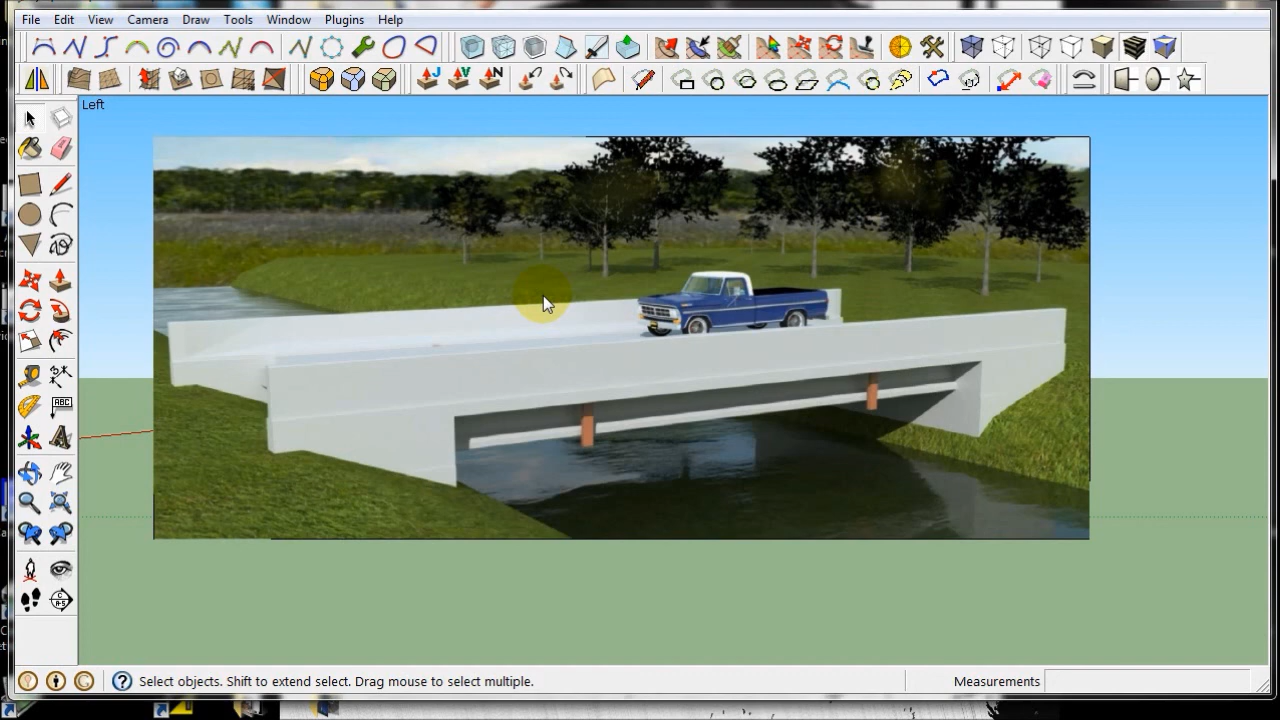 File Edit View Camera Draw Tools Window Plugins Help
J V N
Left
ABC
A
C
A-S
Select objects. Shift to extend select. Drag mouse to select multiple.
Measurements